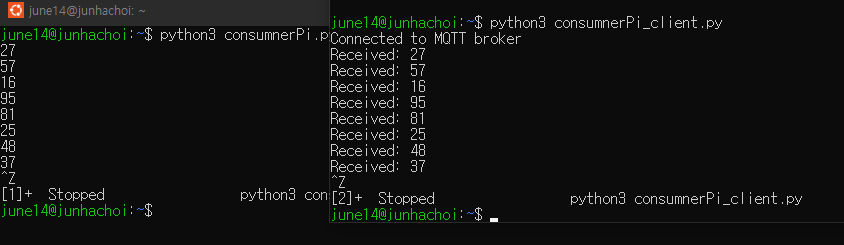 june14@junhachoi: ~
june14@junhachoi:~$ python3 consumnerPi.p
27
57
16
95
81
25
48
37
^Z
[1]+  Stopped                 python3 con
june14@junhachoi:~$
june14@junhachoi:~$ python3 consumnerPi_client.py
Connected to MQTT broker
Received: 27
Received: 57
Received: 16
Received: 95
Received: 81
Received: 25
Received: 48
Received: 37
^Z
[2]+  Stopped                 python3 consumnerPi_client.py
june14@junhachoi:~$